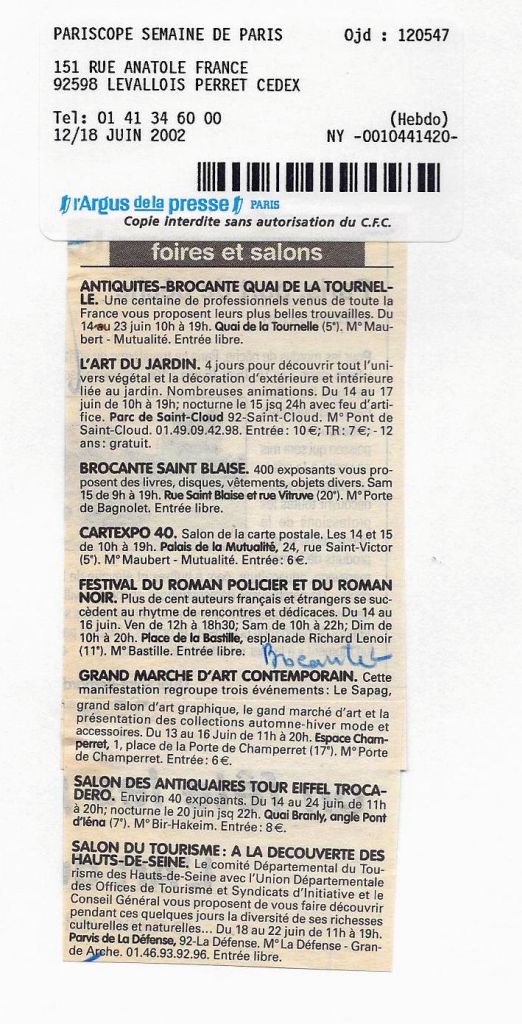 PARISCOPE SEMAINE DE PARIS Ojd : 120547
151 RUE ANATOLE FRANCE
92598 LEVALLOIS PERRET CEDEX
Tel: 01 41 34 60 00 (Hebdo)
12/18 JUIN 2002 NY -0010441420-
l'Argus de la presse PARIS
Copie interdite sans autorisation du C.F.C.
foires et salons
ANTIQUITES-BROCANTE QUAI DE LA TOURNEL-
LE. Une centaine de professionnels venus de toute la
France vous proposent leurs plus belles trouvailles. Du
14 au 23 juin 10h à 19h. Quai de la Tournelle (5e). M° Mau-
bert - Mutualité. Entrée libre.
L'ART DU JARDIN. 4 jours pour découvrir tout l'uni-
vers végétal et la décoration d'extérieure et intérieure
liée au jardin. Nombreuses animations. Du 14 au 17
juin de 10h à 19h; nocturne le 15 jsq 24h avec feu d'arti-
fice. Parc de Saint-Cloud 92-Saint-Cloud. M° Pont de
Saint-Cloud. 01.49.09.42.98. Entrée: 10 €; TR: 7 €; - 12
ans: gratuit.
BROCANTE SAINT BLAISE. 400 exposants vous pro-
posent des livres, disques, vêtements, objets divers. Sam
15 de 9h à 19h. Rue Saint Blaise et rue Vitruve (20e). M° Porte
de Bagnolet. Entrée libre.
CARTEXPO 40. Salon de la carte postale. Les 14 et 15
de 10h à 19h. Palais de la Mutualité, 24, rue Saint-Victor
(5e). M° Maubert - Mutualité. Entrée: 6 €.
FESTIVAL DU ROMAN POLICIER ET DU ROMAN
NOIR. Plus de cent auteurs français et étrangers se suc-
cèdent au rhytme de rencontres et dédicaces. Du 14 au
16 juin. Ven de 12h à 18h30; Sam de 10h à 22h; Dim de
10h à 20h. Place de la Bastille, esplanade Richard Lenoir
(11e). M° Bastille. Entrée libre.
Brocantes
GRAND MARCHE D'ART CONTEMPORAIN. Cette
manifestation regroupe trois événements: Le Sapag,
grand salon d'art graphique, le gand marché d'art et la
présentation des collections automne-hiver mode et
accessoires. Du 13 au 16 Juin de 11h à 20h. Espace Cham-
perret, 1, place de la Porte de Champerret (17e). M° Porte
de Champerret. Entrée: 6 €.
SALON DES ANTIQUAIRES TOUR EIFFEL TROCA-
DERO. Environ 40 exposants. Du 14 au 24 juin de 11h
à 20h; nocturne le 20 juin jsq 22h. Quai Branly, angle Pont
d'Iéna (7e). M° Bir-Hakeim. Entrée: 8 €.
SALON DU TOURISME: A LA DECOUVERTE DES
HAUTS-DE-SEINE. Le comité Départemental du Tou-
risme des Hauts-de-Seine avec l'Union Départementale
des Offices de Tourisme et Syndicats d'Initiative et le
Conseil Général vous proposent de vous faire découvrir
pendant ces quelques jours la diversité de ses richesses
culturelles et naturelles... Du 18 au 22 juin de 11h à 19h.
Parvis de La Défense, 92-La Défense. M° La Défense - Gran-
de Arche. 01.46.93.92.96. Entrée libre.